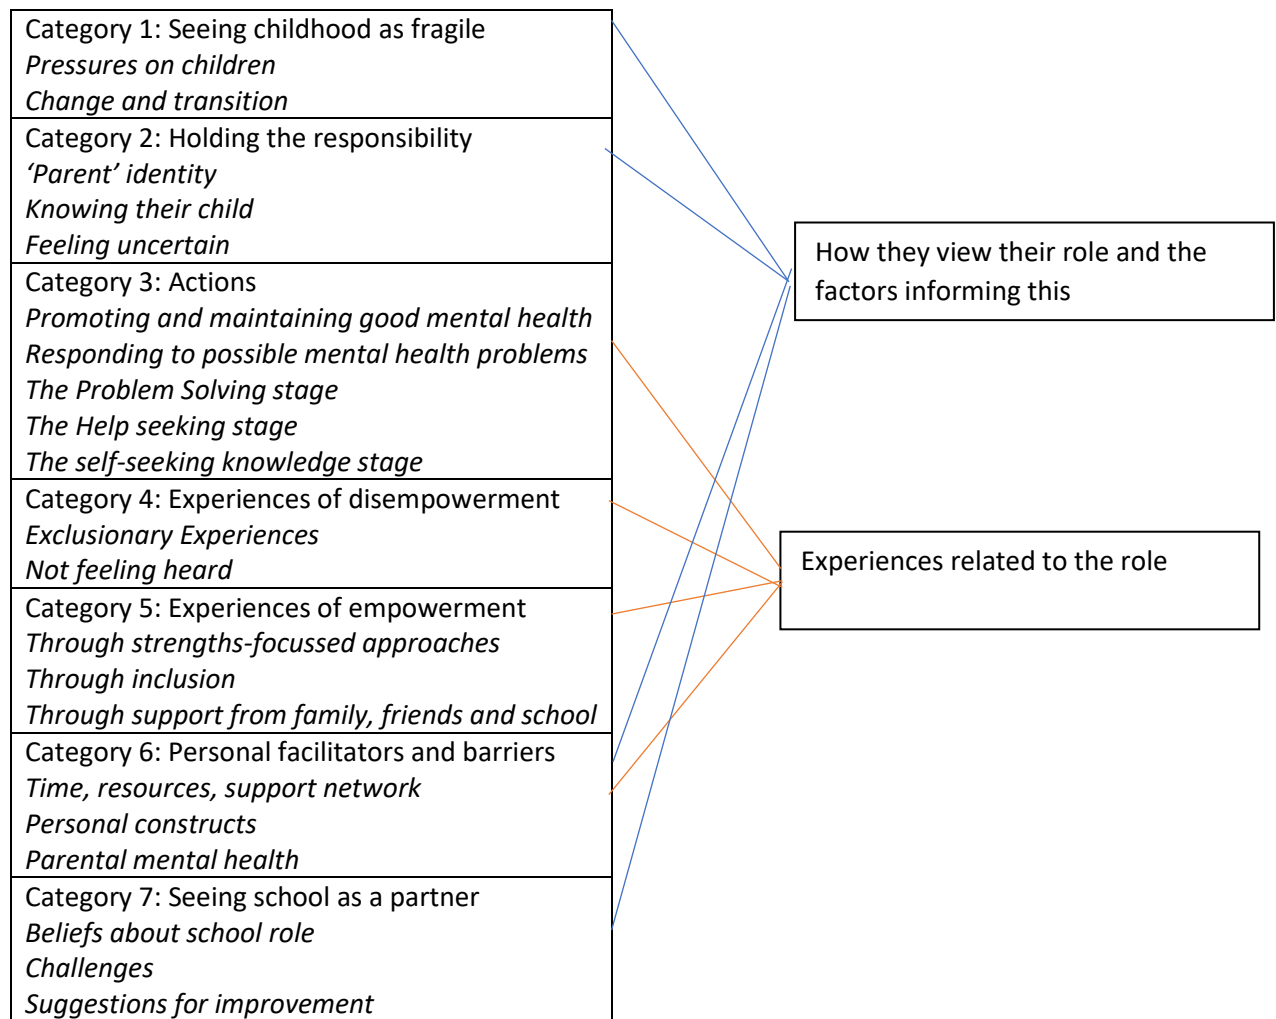 Category 1: Seeing childhood as fragile
Pressures on children
Change and transition
Category 2: Holding the responsibility
‘Parent’ identity
Knowing their child
Feeling uncertain
Category 3: Actions
Promoting and maintaining good mental health
Responding to possible mental health problems
The Problem Solving stage
The Help seeking stage
The self-seeking knowledge stage
Category 4: Experiences of disempowerment
Exclusionary Experiences
Not feeling heard
Category 5: Experiences of empowerment
Through strengths-focussed approaches
Through inclusion
Through support from family, friends and school
Category 6: Personal facilitators and barriers
Time, resources, support network
Personal constructs
Parental mental health
Category 7: Seeing school as a partner
Beliefs about school role
Challenges
Suggestions for improvement
How they view their role and the
factors informing this
Experiences related to the role